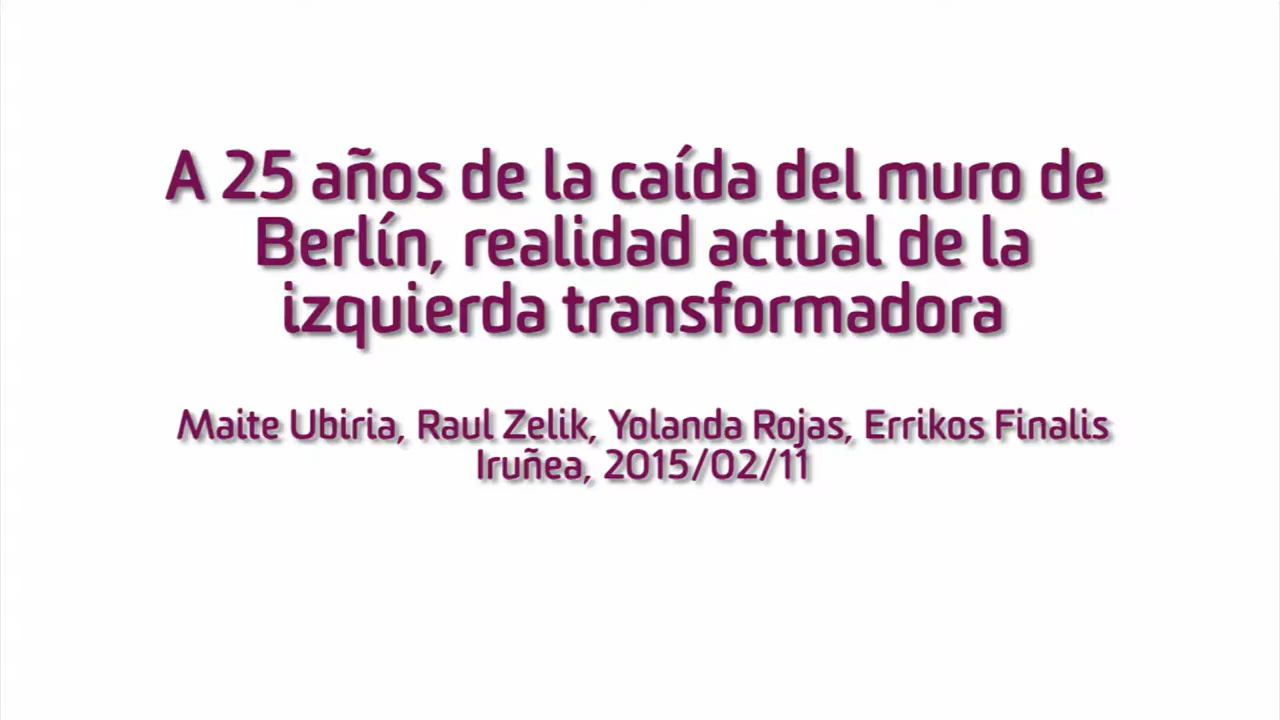 A 25 años de la caída del muro de
Berlín, realidad actual de la
izquierda transformadora
Maite Ubiria, Raul Zelik, Yolanda Rojas, Errikos Finalis
Iruñea, 2015/02/11